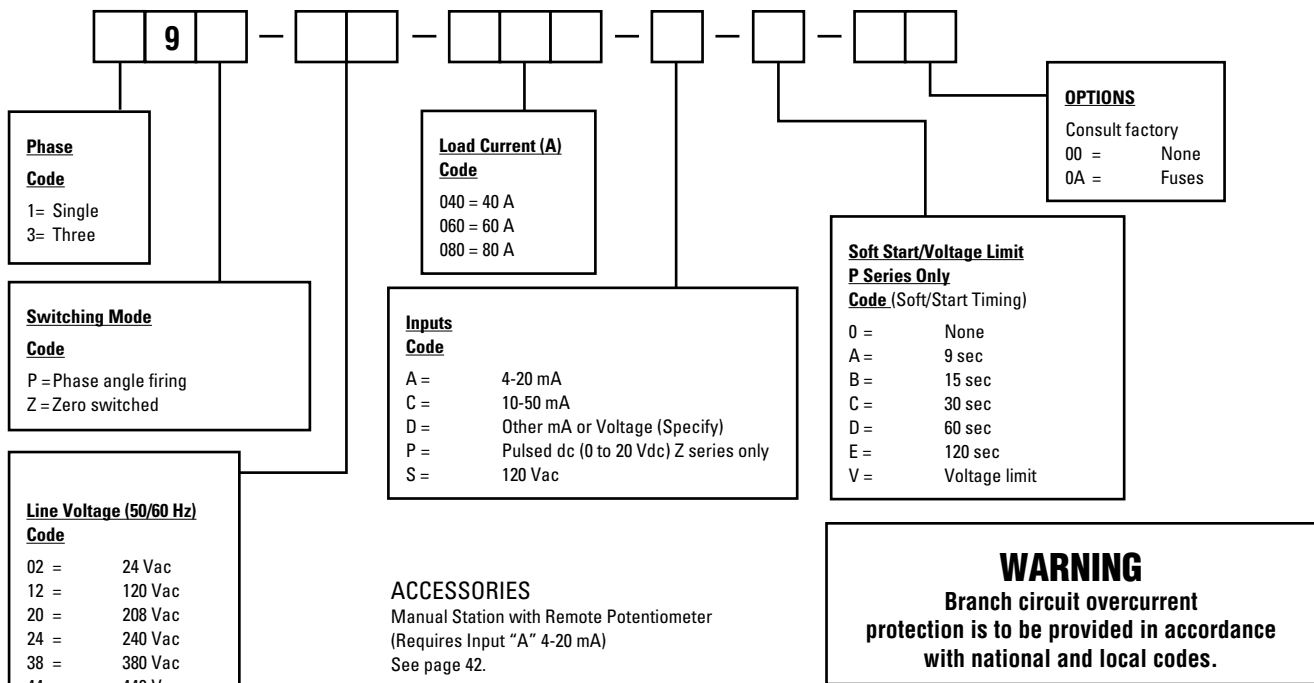 9
Phase
Code
1= Single
3= Three
Switching Mode
Code
P =Phase angle firing
Z =Zero switched
Line Voltage (50/60 Hz)
Code
02 = 24 Vac
12 = 120 Vac
20 = 208 Vac
24 = 240 Vac
38 = 380 Vac
Load Current (A)
Code
040 = 40 A
060 = 60 A
080 = 80 A
Inputs
Code
A = 4-20 mA
C = 10-50 mA
D = Other mA or Voltage (Specify)
P = Pulsed dc (0 to 20 Vdc) Z series only
S = 120 Vac
ACCESSORIES
Manual Station with Remote Potentiometer
(Requires Input “A” 4-20 mA)
See page 42.
Soft Start/Voltage Limit
P Series Only
Code (Soft/Start Timing)
0 = None
A = 9 sec
B = 15 sec
C = 30 sec
D = 60 sec
E = 120 sec
V = Voltage limit
OPTIONS
Consult factory
00 = None
0A = Fuses
WARNING
Branch circuit overcurrent
protection is to be provided in accordance
with national and local codes.